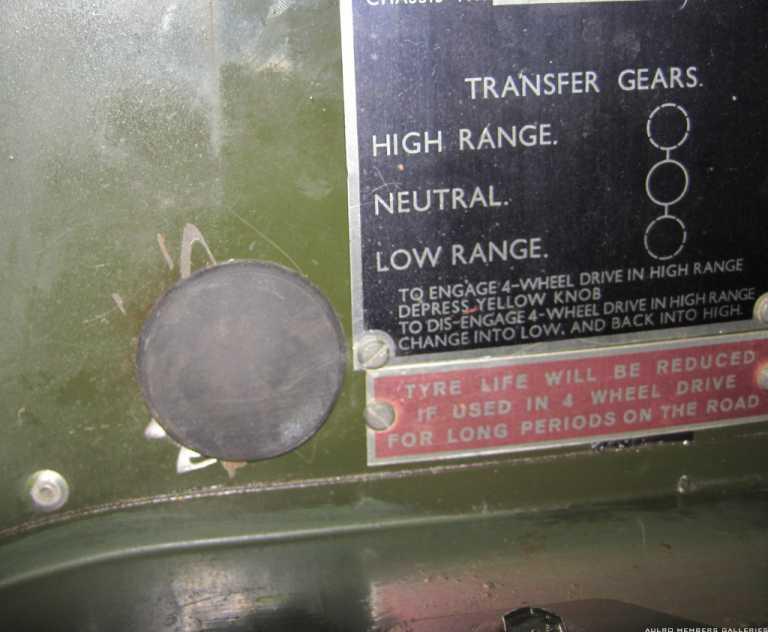 CHASSIS
TRANSFER GEARS.
HIGH RANGE.
NEUTRAL.
LOW RANGE.
TO ENGAGE 4-WHEEL DRIVE IN HIGH RANGE
DEPRESS YELLOW KNOB
TO DIS-ENGAGE 4-WHEEL DRIVE IN HIGH RANGE
CHANGE INTO LOW, AND BACK INTO HIGH.
TYRE LIFE WILL BE REDUCED
IF USED IN 4 WHEEL DRIVE
FOR LONG PERIODS ON THE ROAD
AULRO MEMBERS GALLERIES